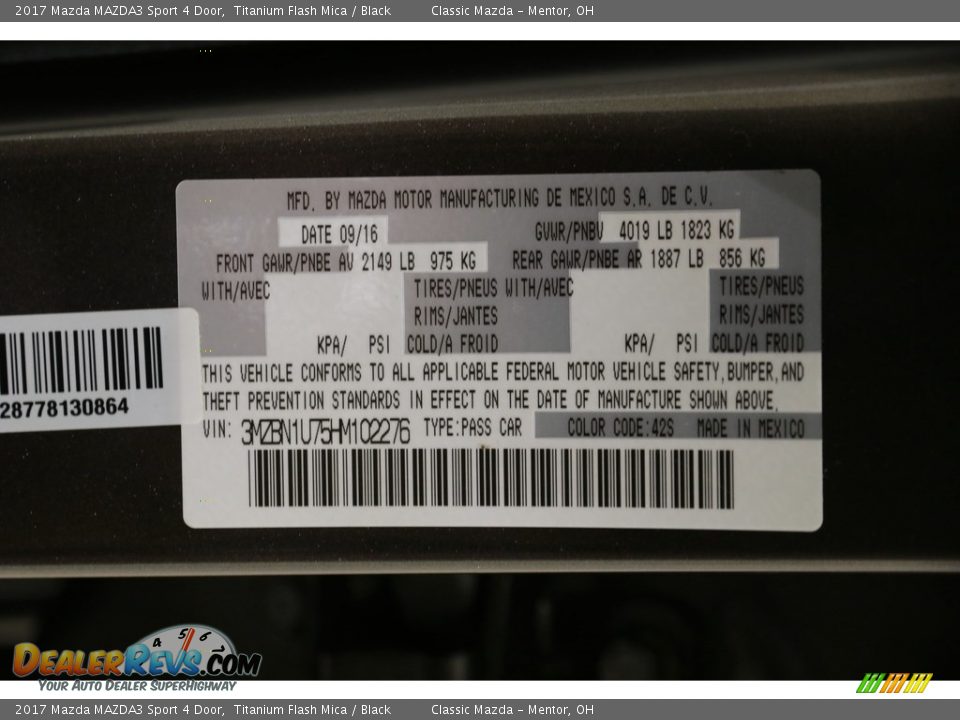 2017 Mazda MAZDA3 Sport 4 Door, Titanium Flash Mica / Black Classic Mazda - Mentor, OH
MFD. BY MAZDA MOTOR MANUFACTURING DE MEXICO S.A. DE C.V.
DATE 09/16 GVWR/PNBV 4019 LB 1823 KG
FRONT GAWR/PNBE AV 2149 LB 975 KG REAR GAWR/PNBE AR 1887 LB 856 KG
WITH/AVEC TIRES/PNEUS WITH/AVEC TIRES/PNEUS
RIMS/JANTES RIMS/JANTES
KPA/ PSI COLD/A FROID KPA/ PSI COLD/A FROID
THIS VEHICLE CONFORMS TO ALL APPLICABLE FEDERAL MOTOR VEHICLE SAFETY, BUMPER, AND
THEFT PREVENTION STANDARDS IN EFFECT ON THE DATE OF MANUFACTURE SHOWN ABOVE.
VIN: 3MZBN1U75HM102276 TYPE:PASS CAR COLOR CODE:42S MADE IN MEXICO
28778130864
4 5 6
DEALERREVS.COM
YOUR AUTO DEALER SUPERHIGHWAY
2017 Mazda MAZDA3 Sport 4 Door, Titanium Flash Mica / Black Classic Mazda - Mentor, OH